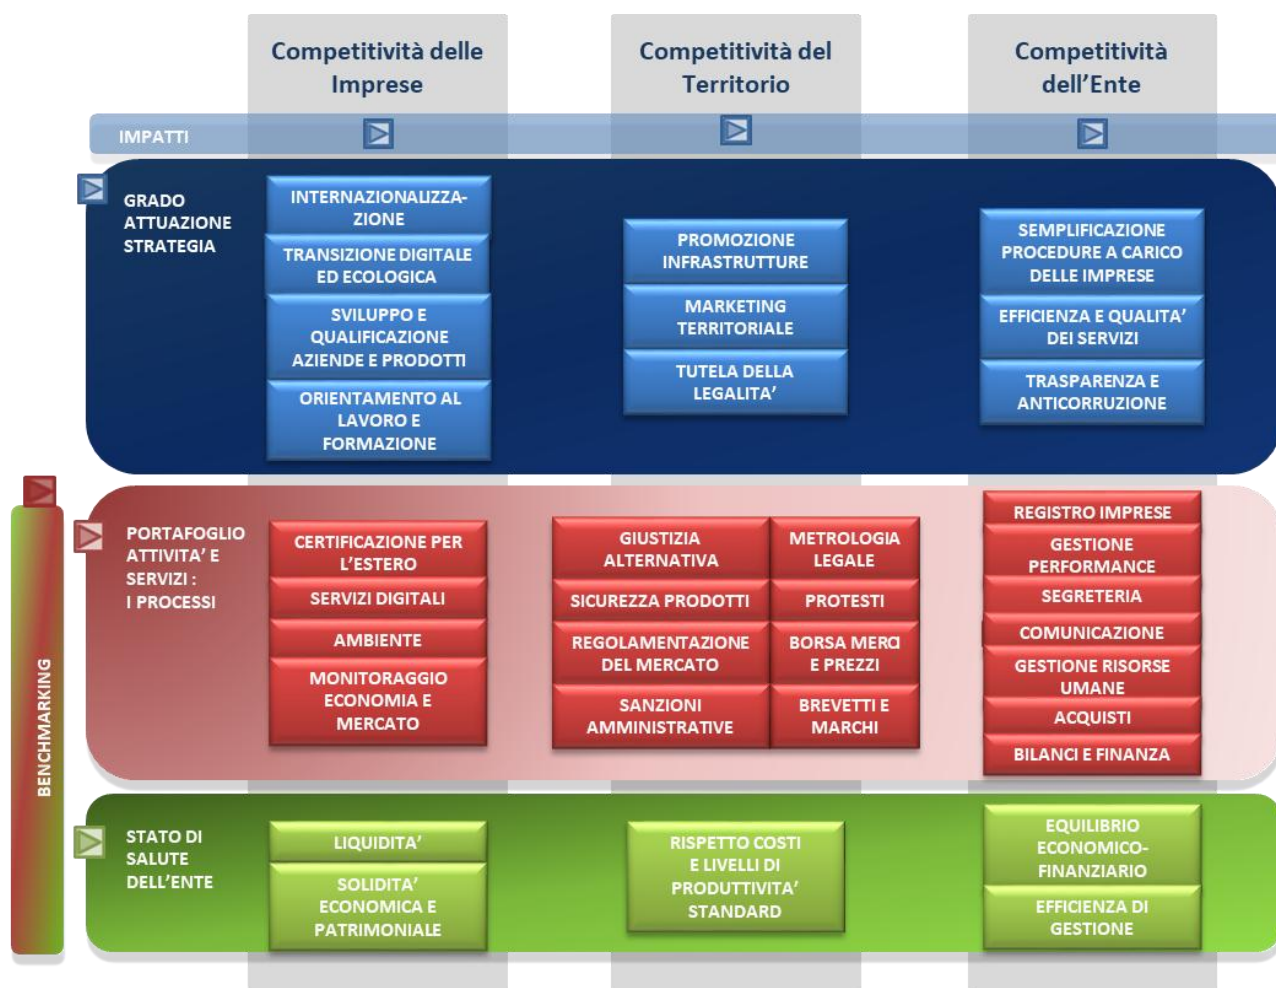 Competitività delle
Imprese
Competitività del
Territorio
Competitività
dell'Ente
IMPATTI
GRADO
ATTUAZIONE
STRATEGIA
INTERNAZIONALIZZA-
ZIONE
TRANSIZIONE DIGITALE
ED ECOLOGICA
SVILUPPO E
QUALIFICAZIONE
AZIENDE E PRODOTTI
ORIENTAMENTO AL
LAVORO E
FORMAZIONE
PROMOZIONE
INFRASTRUTTURE
MARKETING
TERRITORIALE
TUTELA DELLA
LEGALITA'
SEMPLIFICAZIONE
PROCEDURE A CARICO
DELLE IMPRESE
EFFICIENZA E QUALITA'
DEI SERVIZI
TRASPARENZA E
ANTICORRUZIONE
BENCHMARKING
PORTAFOGLIO
ATTIVITA' E
SERVIZI :
I PROCESSI
CERTIFICAZIONE PER
L'ESTERO
SERVIZI DIGITALI
AMBIENTE
MONITORAGGIO
ECONOMIA E
MERCATO
GIUSTIZIA
ALTERNATIVA
SICUREZZA PRODOTTI
REGOLAMENTAZIONE
DEL MERCATO
SANZIONI
AMMINISTRATIVE
METROLOGIA
LEGALE
PROTESTI
BORSA MERCI
E PREZZI
BREVETTI E
MARCHI
REGISTRO IMPRESE
GESTIONE
PERFORMANCE
SEGRETERIA
COMUNICAZIONE
GESTIONE RISORSE
UMANE
ACQUISTI
BILANCI E FINANZA
STATO DI
SALUTE
DELL'ENTE
LIQUIDITA'
SOLIDITA'
ECONOMICA E
PATRIMONIALE
RISPETTO COSTI
E LIVELLI DI
PRODUTTIVITA'
STANDARD
EQUILIBRIO
ECONOMICO-
FINANZIARIO
EFFICIENZA DI
GESTIONE